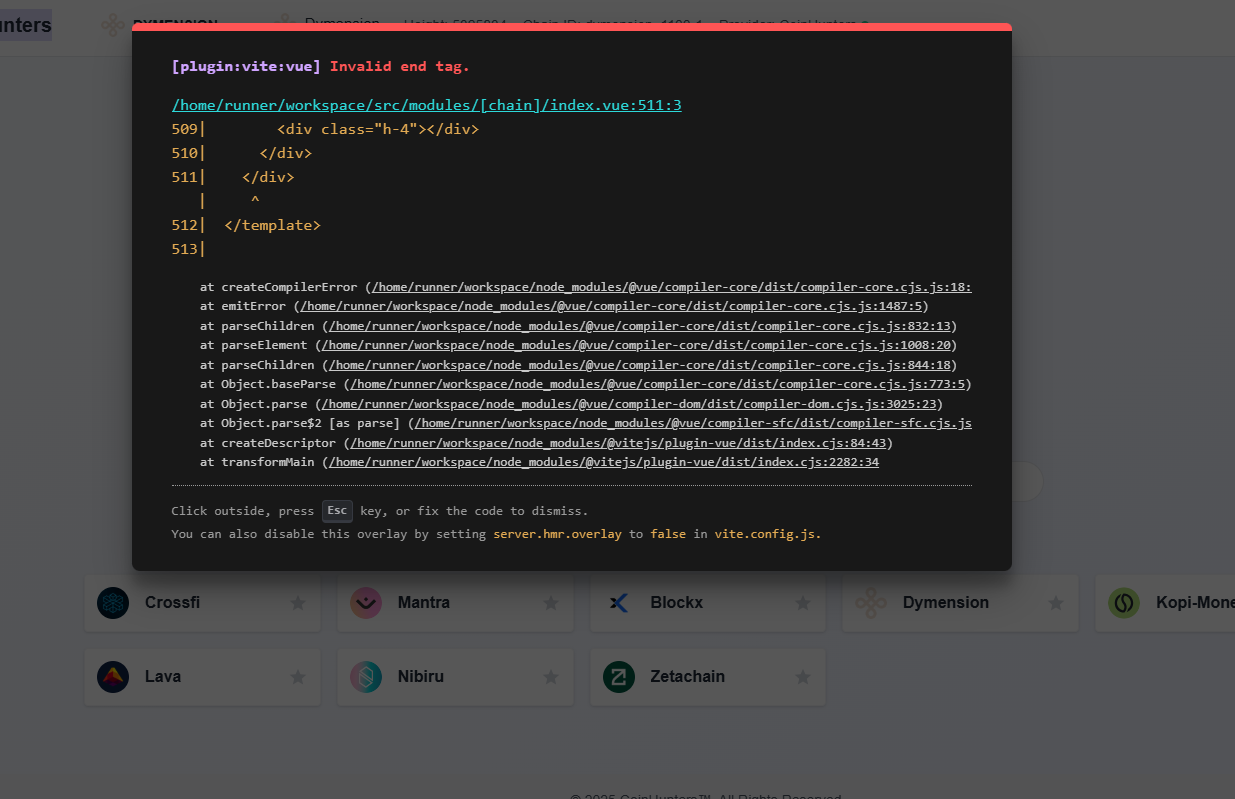 unters
DYMENSION Dymension Height: Chain ID: dymension_1100-1 Provider: CoinHunters
[plugin:vite:vue] Invalid end tag.
/home/runner/workspace/src/modules/[chain]/index.vue:511:3
509|        <div class="h-4"></div>
510|      </div>
511|    </div>
   |     ^
512|  </template>
513|
at createCompilerError (/home/runner/workspace/node_modules/@vue/compiler-core/dist/compiler-core.cjs.js:18:
at emitError (/home/runner/workspace/node_modules/@vue/compiler-core/dist/compiler-core.cjs.js:1487:5)
at parseChildren (/home/runner/workspace/node_modules/@vue/compiler-core/dist/compiler-core.cjs.js:832:13)
at parseElement (/home/runner/workspace/node_modules/@vue/compiler-core/dist/compiler-core.cjs.js:1008:20)
at parseChildren (/home/runner/workspace/node_modules/@vue/compiler-core/dist/compiler-core.cjs.js:844:18)
at Object.baseParse (/home/runner/workspace/node_modules/@vue/compiler-core/dist/compiler-core.cjs.js:773:5)
at Object.parse (/home/runner/workspace/node_modules/@vue/compiler-dom/dist/compiler-dom.cjs.js:3025:23)
at Object.parse$2 [as parse] (/home/runner/workspace/node_modules/@vue/compiler-sfc/dist/compiler-sfc.cjs.js
at createDescriptor (/home/runner/workspace/node_modules/@vitejs/plugin-vue/dist/index.cjs:84:43)
at transformMain (/home/runner/workspace/node_modules/@vitejs/plugin-vue/dist/index.cjs:2282:34
Click outside, press Esc key, or fix the code to dismiss.
You can also disable this overlay by setting server.hmr.overlay to false in vite.config.js.
Crossfi Mantra Blockx Dymension Kopi-Mone
Lava Nibiru Zetachain
© 2025 CoinHunters™. All Rights Reserved